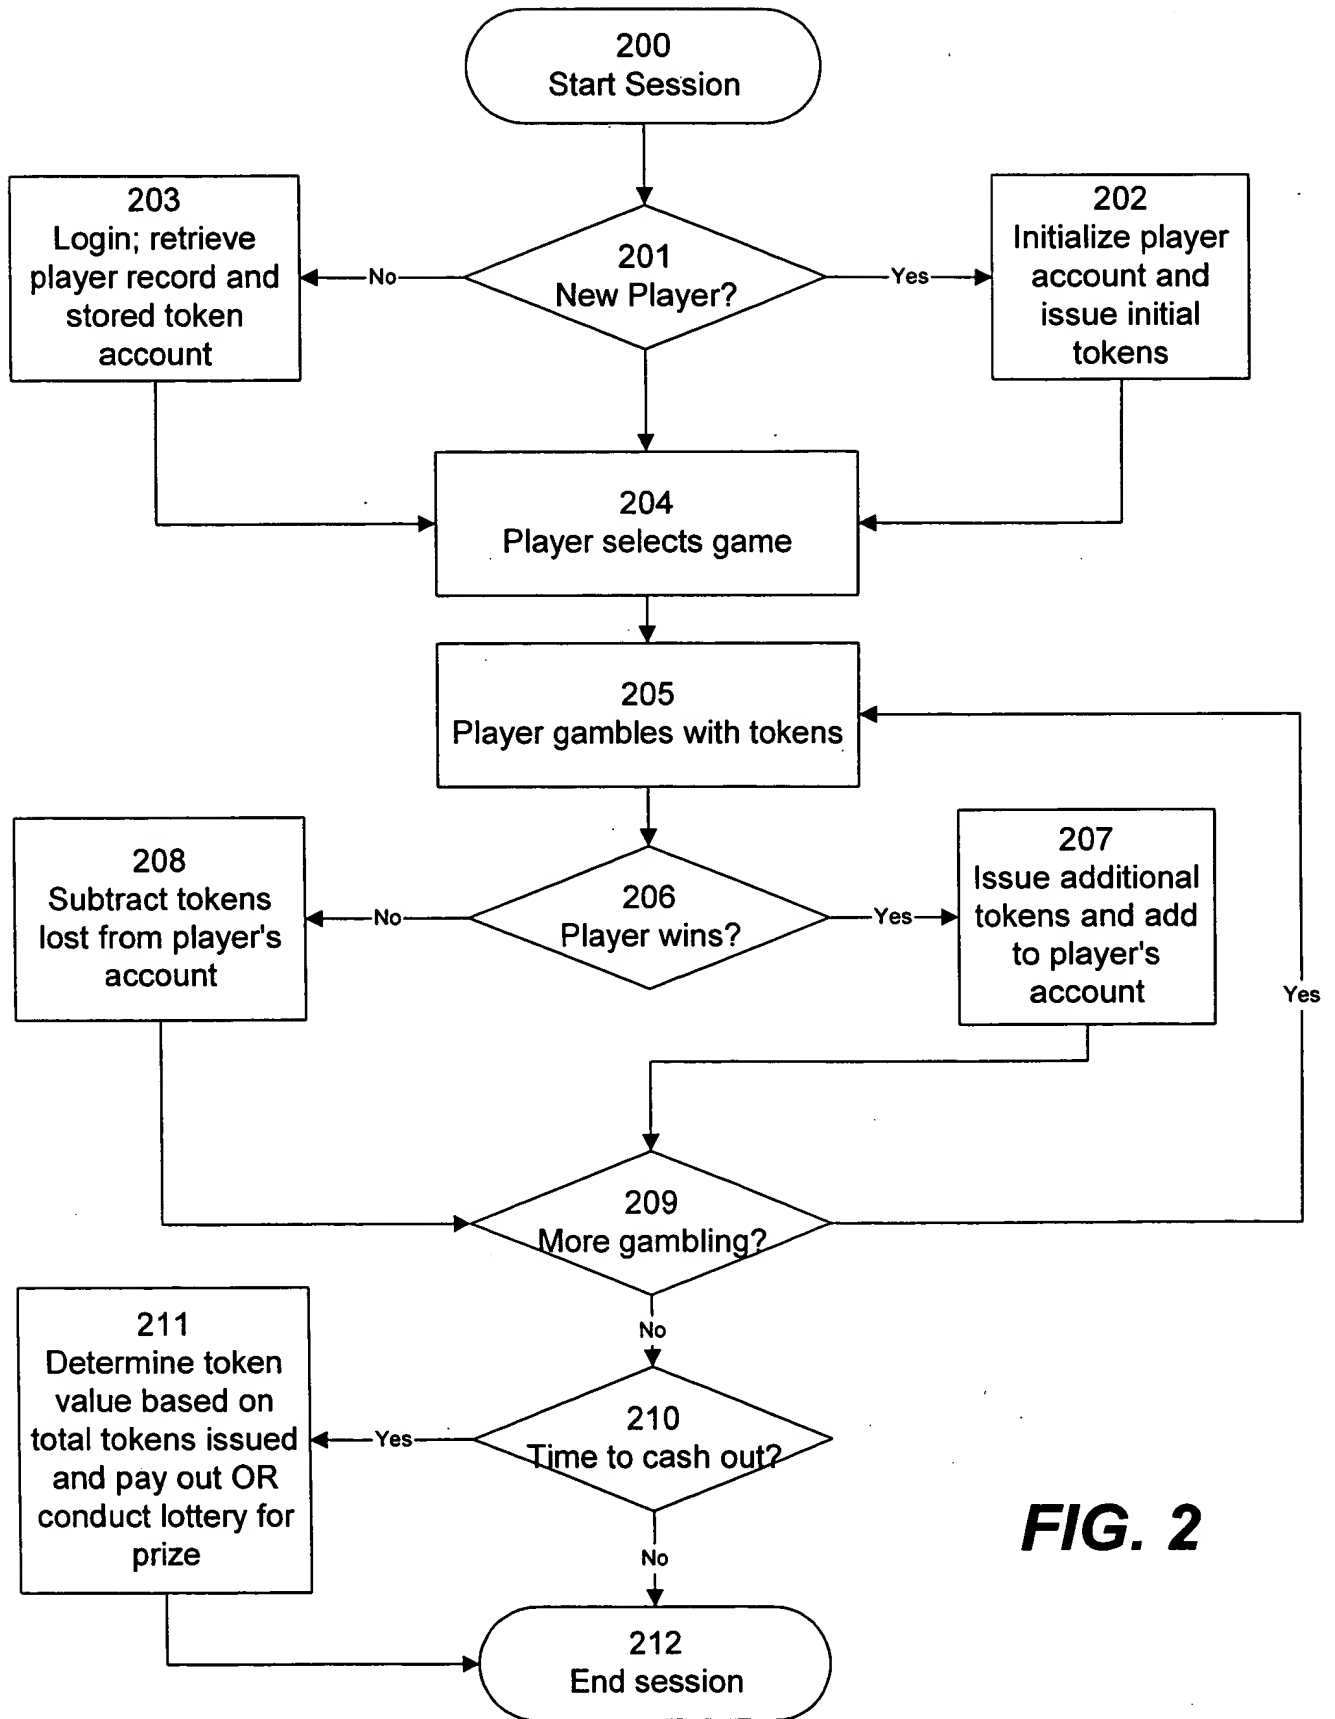 200
Start Session
203
Login; retrieve
player record and
stored token
account
No
201
New Player?
Yes
202
Initialize player
account and
issue initial
tokens
204
Player selects game
205
Player gambles with tokens
208
Subtract tokens
lost from player's
account
No
206
Player wins?
Yes
207
Issue additional
tokens and add
to player's
account
Yes
209
More gambling?
No
211
Determine token
value based on
total tokens issued
and pay out OR
conduct lottery for
prize
Yes
210
Time to cash out?
No
212
End session
FIG. 2